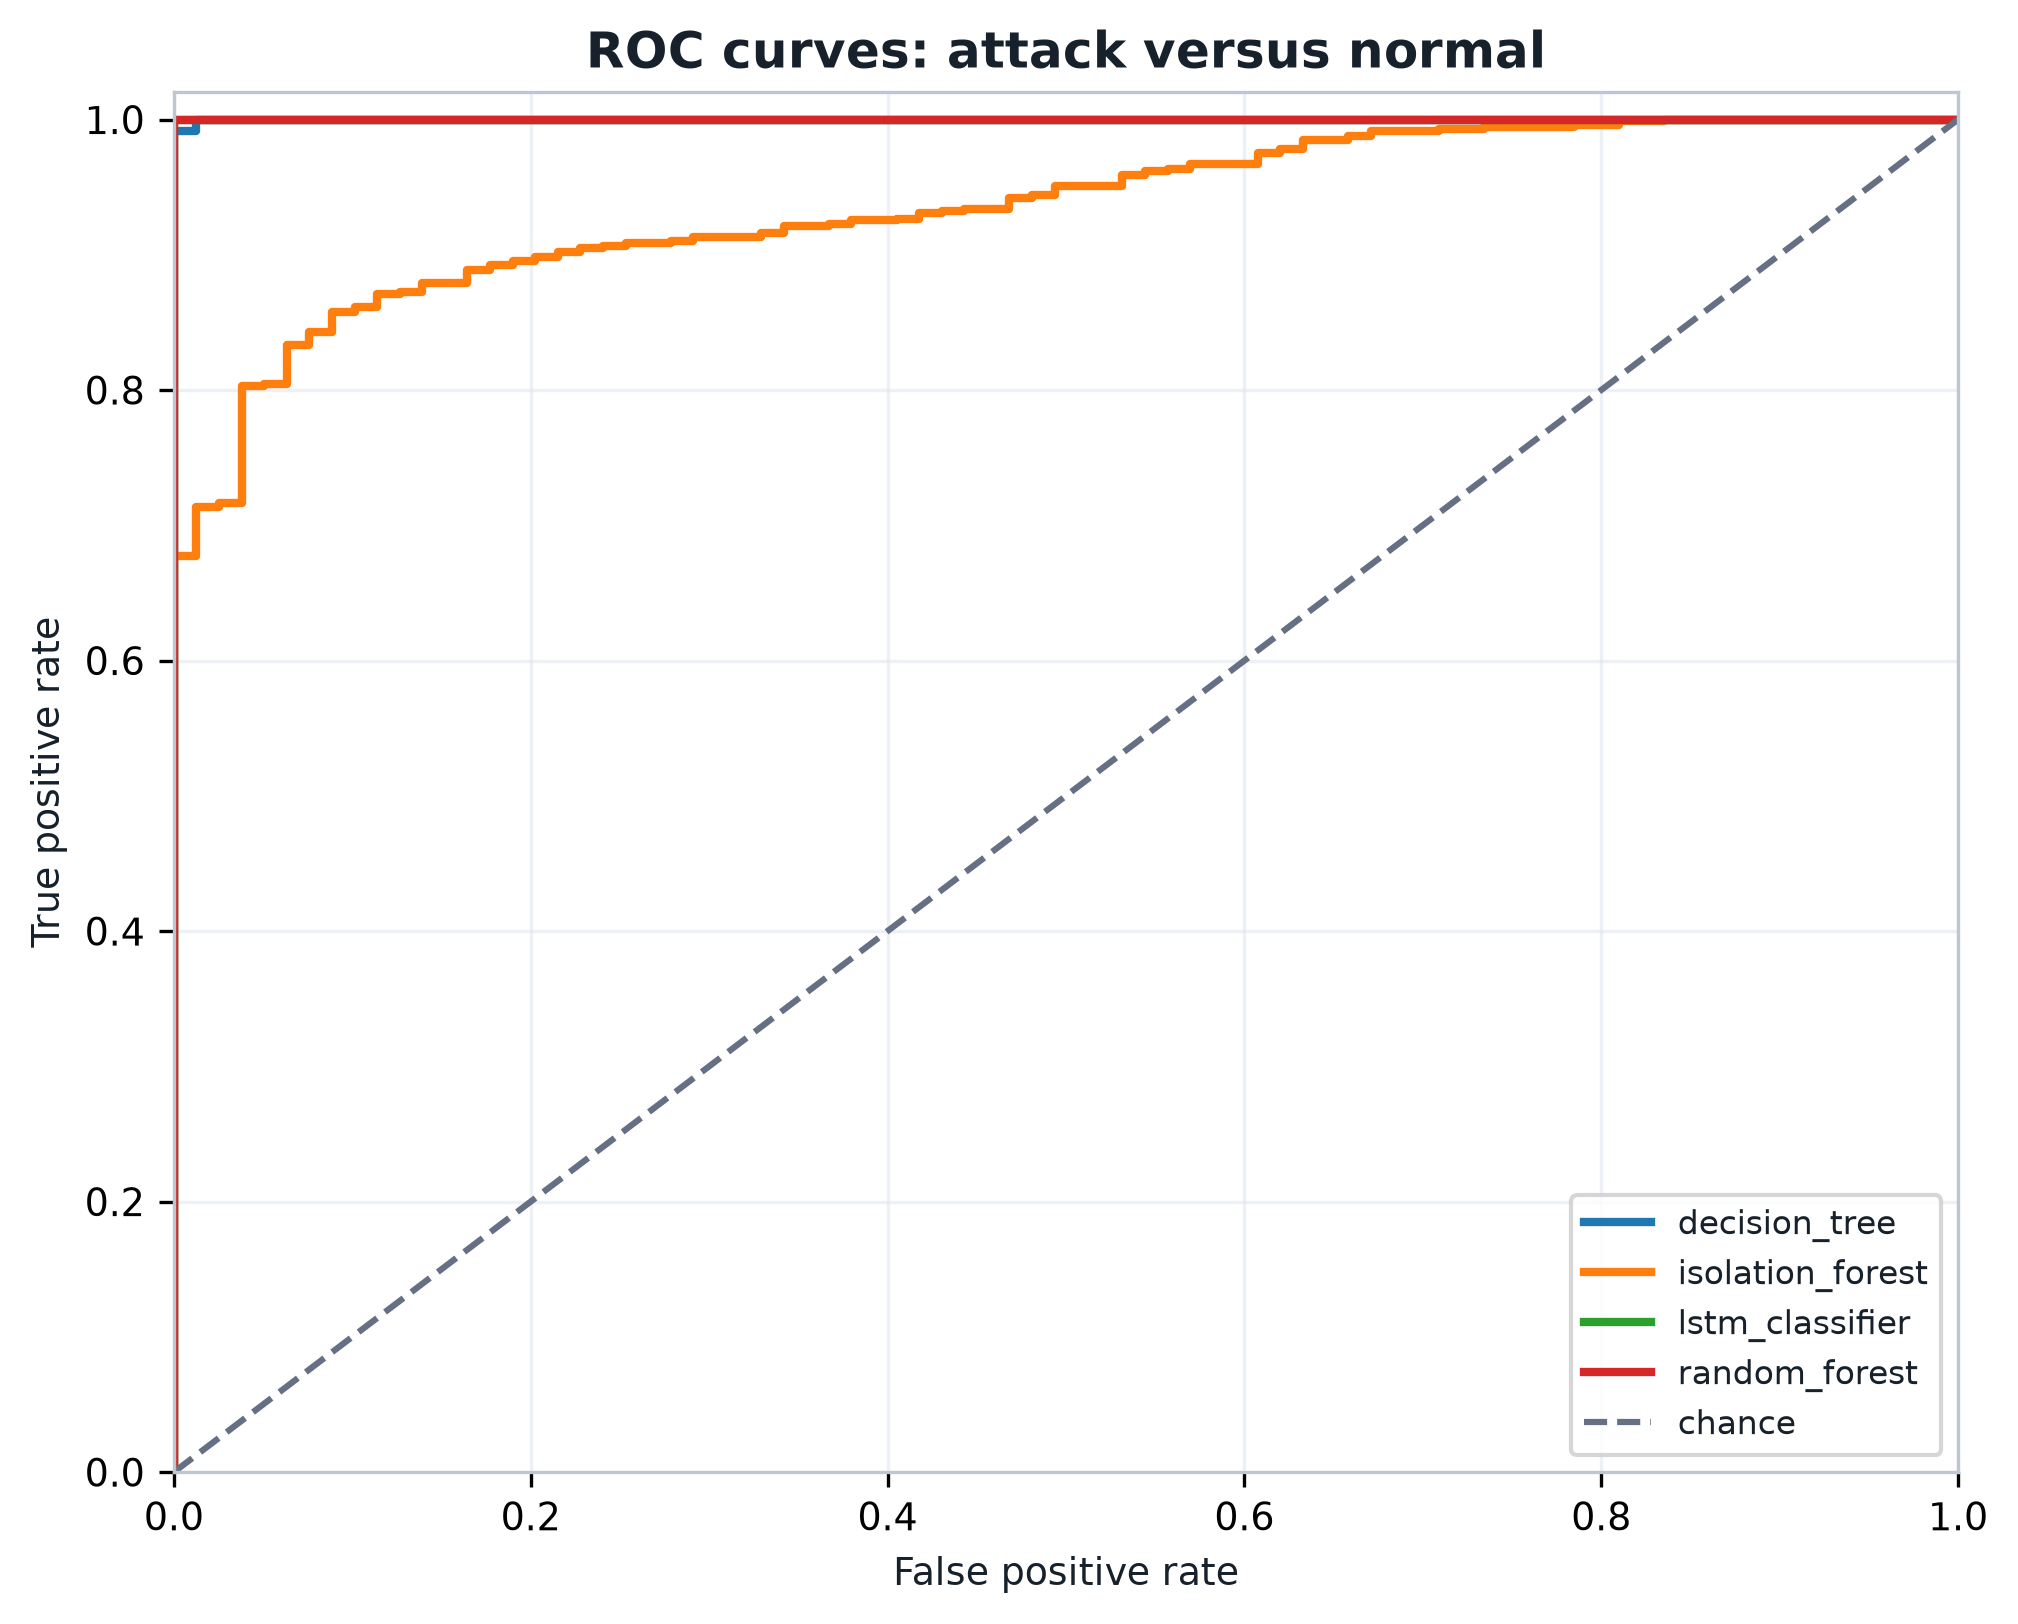 ROC curves: attack versus normal
True positive rate
1.0
0.8
0.6
0.4
0.2
0.0
decision_tree
isolation_forest
lstm_classifier
random_forest
chance
0.0 0.2 0.4 0.6 0.8 1.0
False positive rate